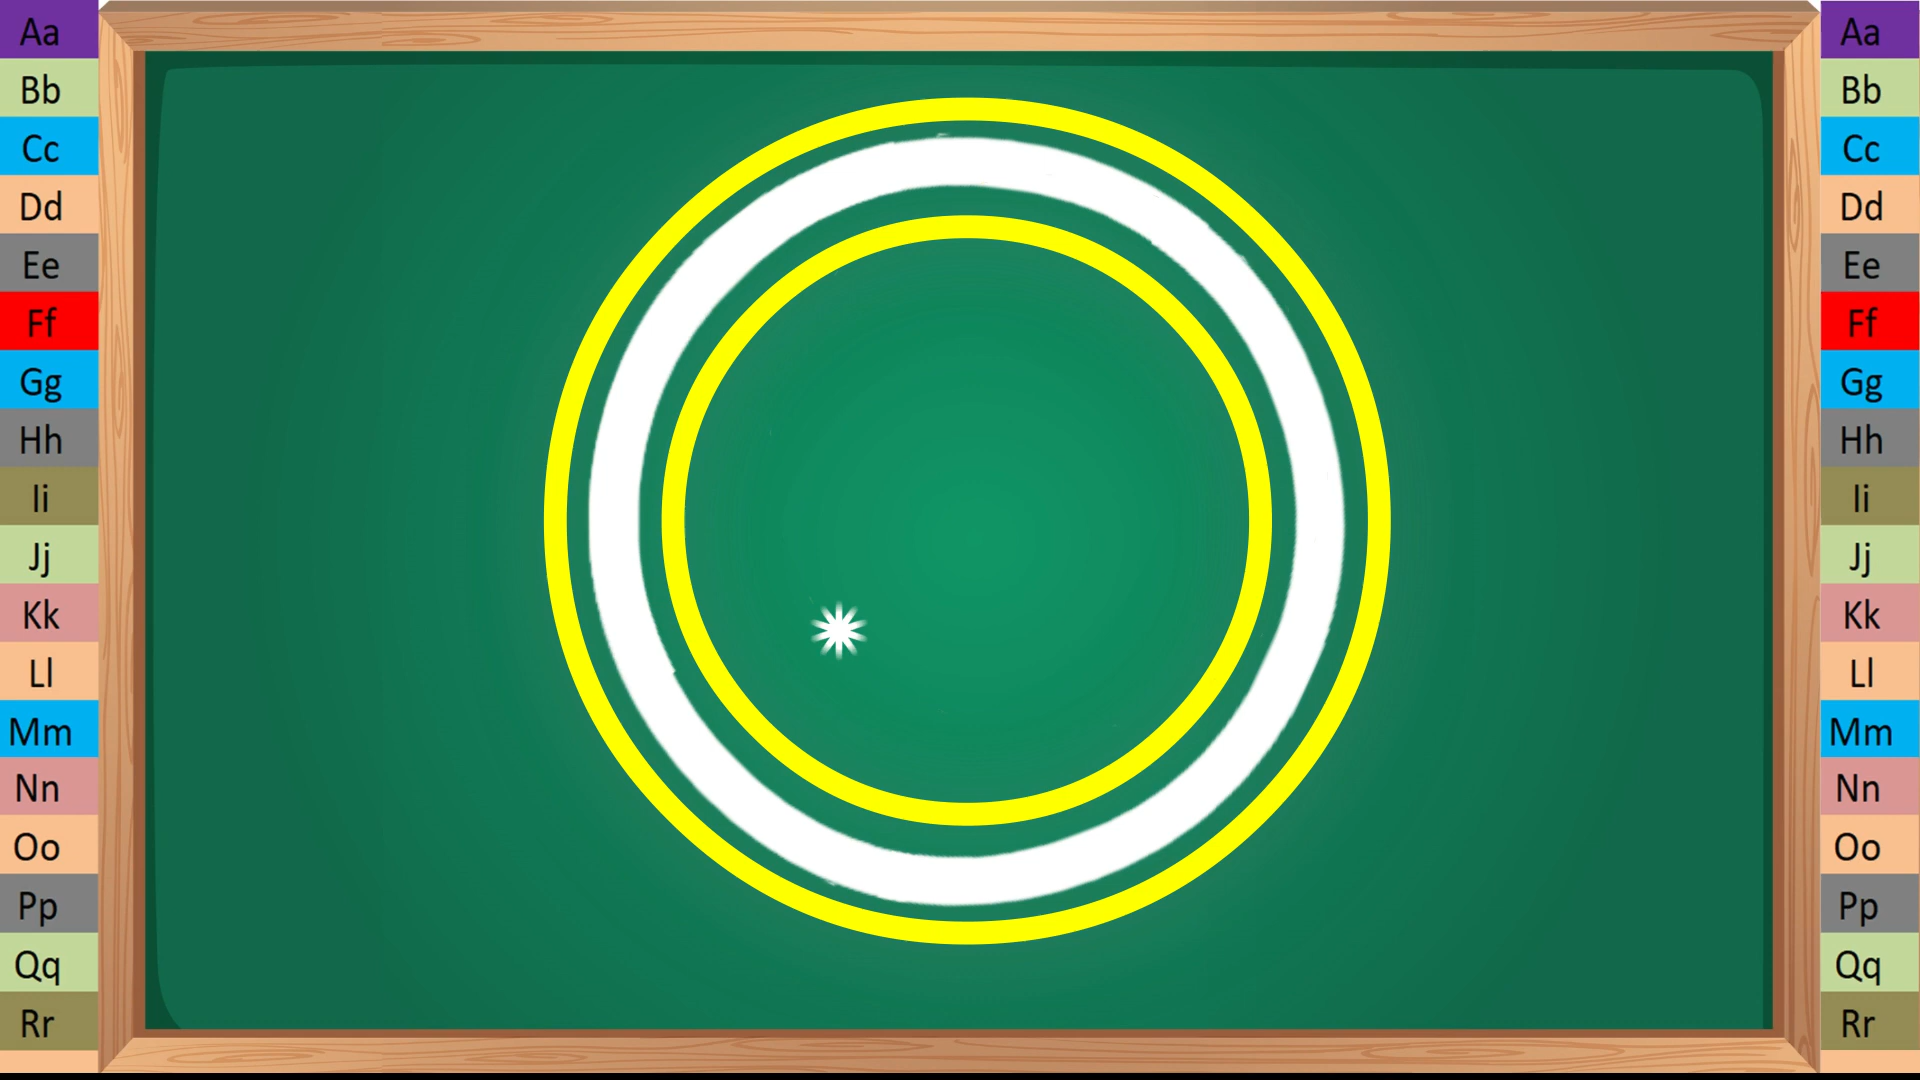 Aa
Bb
Cc
Dd
Ee
Ff
Gg
Hh
Ii
Jj
Kk
Ll
Mm
Nn
Oo
Pp
Qq
Rr
Aa
Bb
Cc
Dd
Ee
Ff
Gg
Hh
Ii
Jj
Kk
Ll
Mm
Nn
Oo
Pp
Qq
Rr